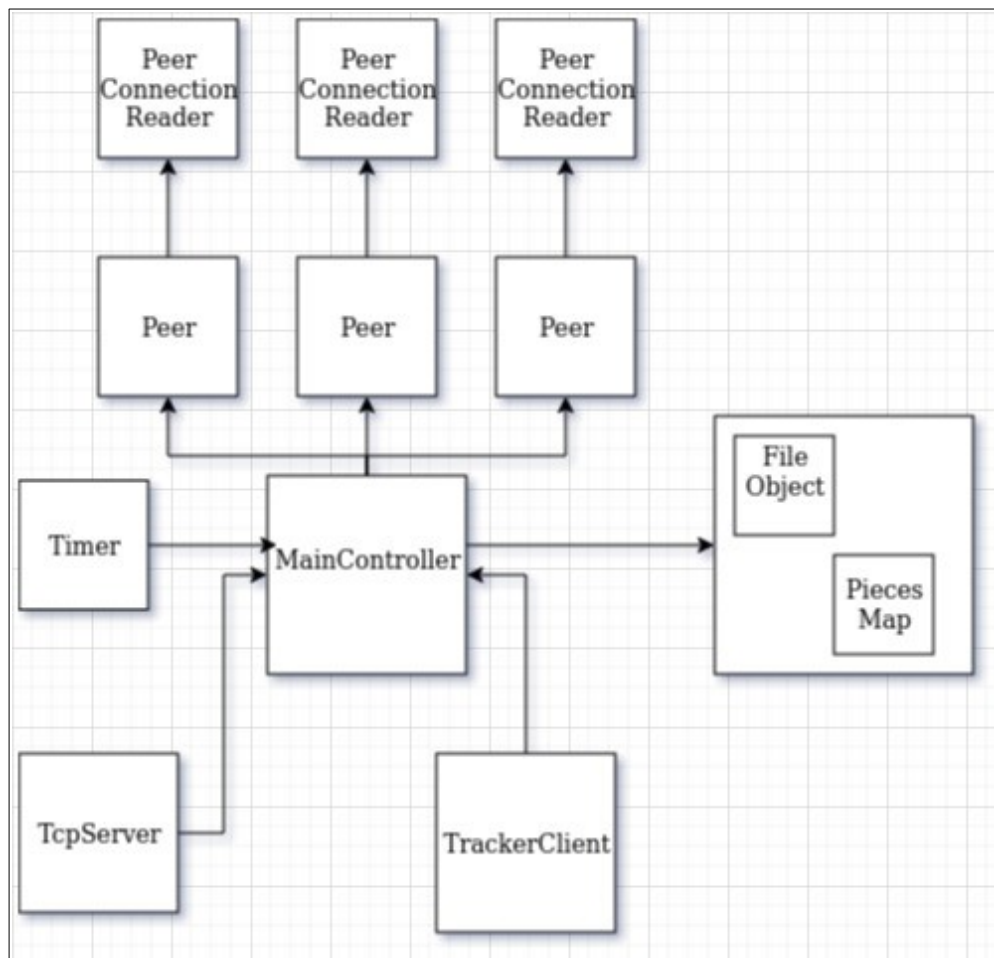 Peer
Connection
Reader
Peer
Connection
Reader
Peer
Connection
Reader
Peer
Peer
Peer
File
Object
Timer
MainController
Pieces
Map
TcpServer
TrackerClient